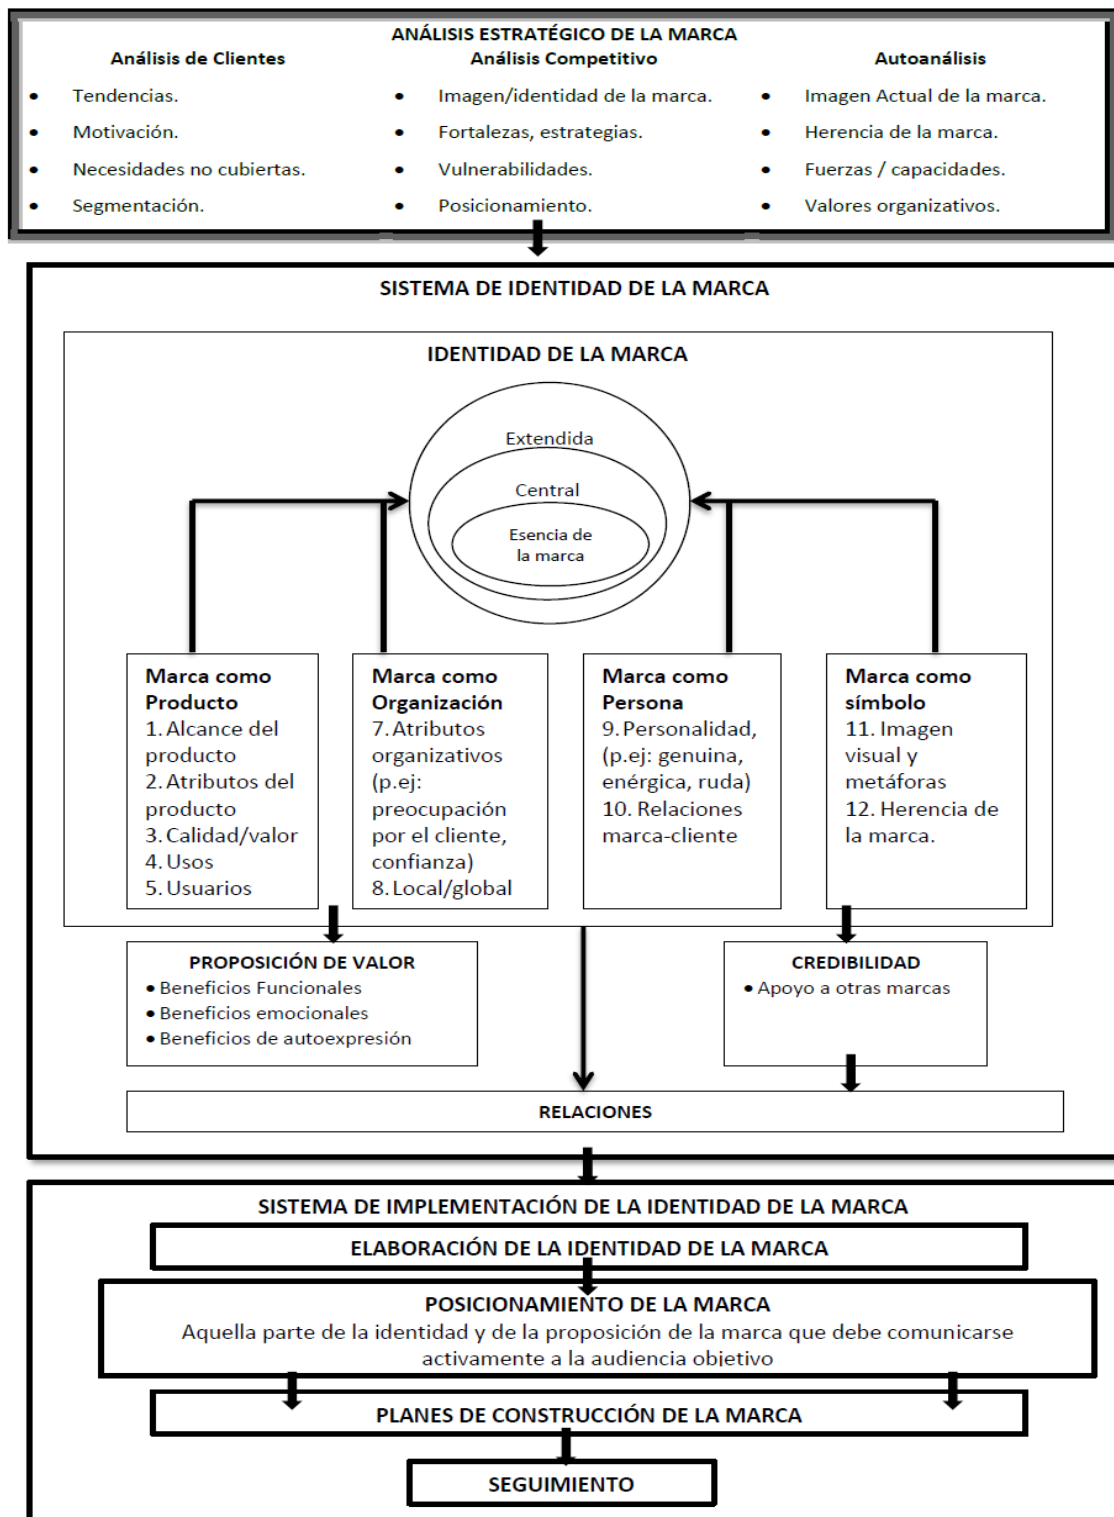 ANÁLISIS ESTRATÉGICO DE LA MARCA
Análisis de Clientes
• Tendencias.
• Motivación.
• Necesidades no cubiertas.
• Segmentación.
Análisis Competitivo
• Imagen/identidad de la marca.
• Fortalezas, estrategias.
• Vulnerabilidades.
• Posicionamiento.
Autoanálisis
• Imagen Actual de la marca.
• Herencia de la marca.
• Fuerzas / capacidades.
• Valores organizativos.
SISTEMA DE IDENTIDAD DE LA MARCA
IDENTIDAD DE LA MARCA
Extendida
Central
Esencia de
la marca
Marca como
Producto
1. Alcance del
producto
2. Atributos del
producto
3. Calidad/valor
4. Usos
5. Usuarios
Marca como
Organización
7. Atributos
organizativos
(p.ej:
preocupación
por el cliente,
confianza)
8. Local/global
Marca como
Persona
9. Personalidad,
(p.ej: genuina,
enérgica, ruda)
10. Relaciones
marca-cliente
Marca como
símbolo
11. Imagen
visual y
metáforas
12. Herencia de
la marca.
PROPOSICIÓN DE VALOR
• Beneficios Funcionales
• Beneficios emocionales
• Beneficios de autoexpresión
CREDIBILIDAD
• Apoyo a otras marcas
RELACIONES
SISTEMA DE IMPLEMENTACIÓN DE LA IDENTIDAD DE LA MARCA
ELABORACIÓN DE LA IDENTIDAD DE LA MARCA
POSICIONAMIENTO DE LA MARCA
Aquella parte de la identidad y de la proposición de la marca que debe comunicarse
activamente a la audiencia objetivo
PLANES DE CONSTRUCCIÓN DE LA MARCA
SEGUIMIENTO